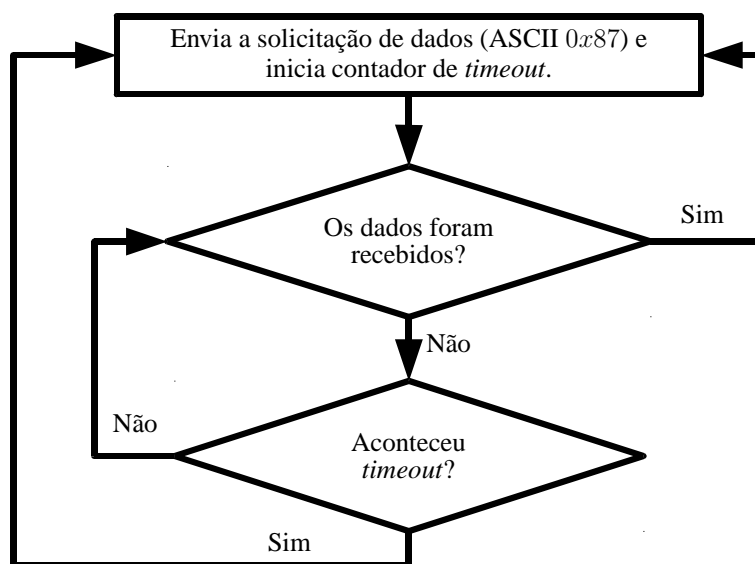 Envia a solicitação de dados (ASCII 0x87) e
inicia contador de timeout.
Os dados foram
recebidos?
Sim
Não
Não
Aconteceu
timeout?
Sim